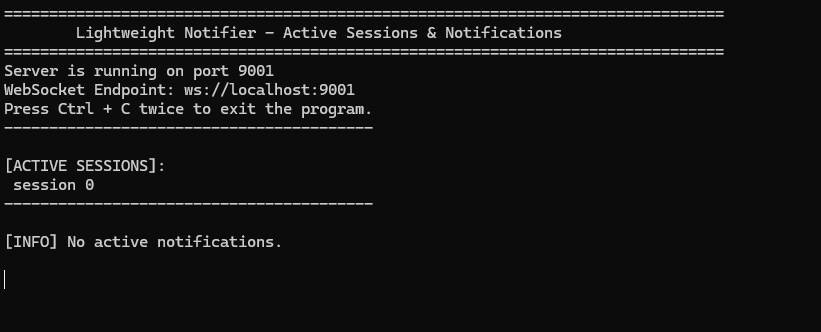 ================================================================================
Lightweight Notifier - Active Sessions & Notifications
================================================================================
Server is running on port 9001
WebSocket Endpoint: ws://localhost:9001
Press Ctrl + C twice to exit the program.
-----------------------------------------
[ACTIVE SESSIONS]:
session 0
-----------------------------------------
[INFO] No active notifications.